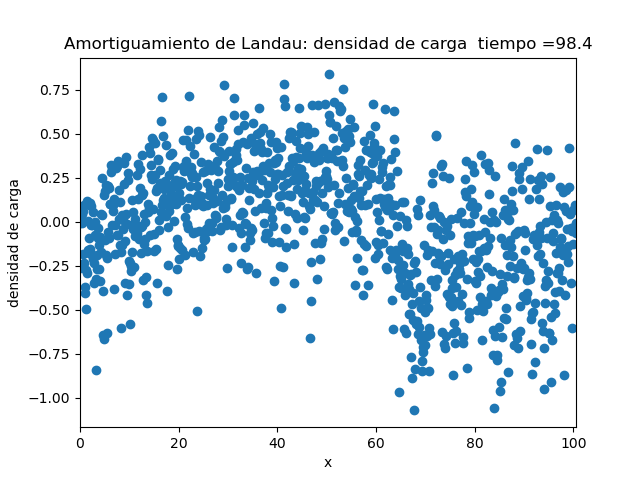 Amortiguamiento de Landau: densidad de carga  tiempo =98.4
densidad de carga
0.75
0.50
0.25
0.00
−0.25
−0.50
−0.75
−1.00
0 20 40 60 80 100
x